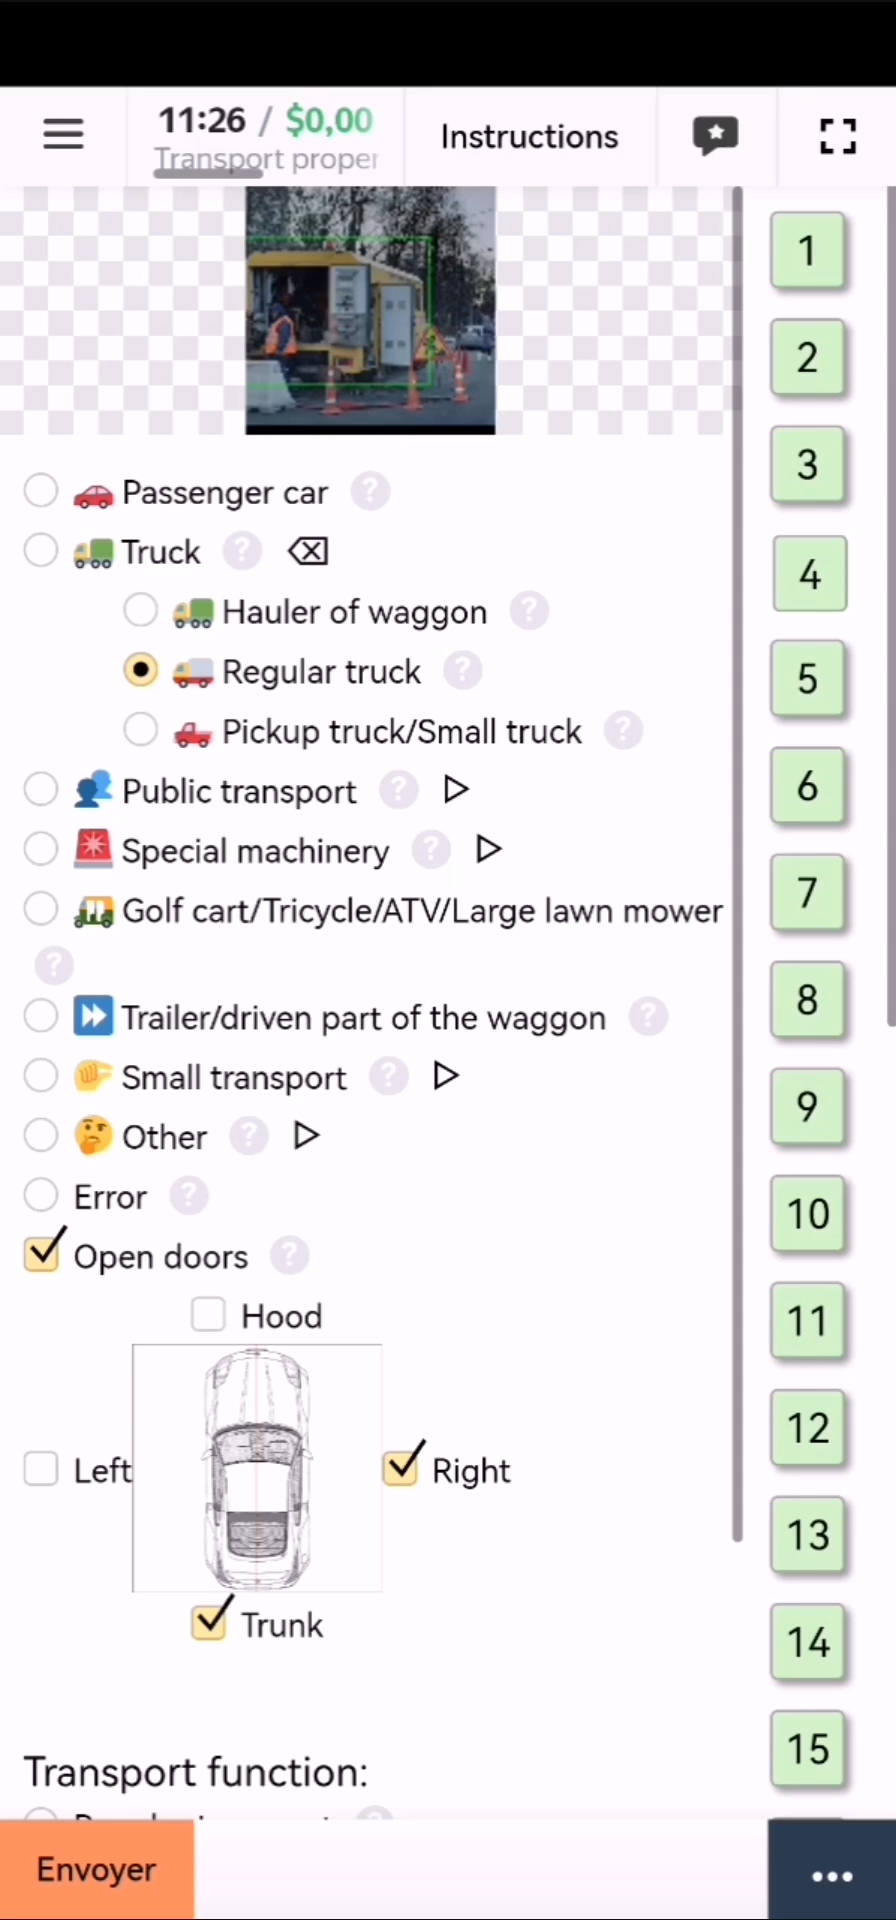 11:26 / $0,00
Transport proper
Instructions
Passenger car ?
Truck ?
Hauler of waggon ?
Regular truck ?
Pickup truck/Small truck ?
Public transport ?
Special machinery ?
Golf cart/Tricycle/ATV/Large lawn mower
?
Trailer/driven part of the waggon ?
Small transport ?
Other ?
Error ?
Open doors ?
Hood
Left
Right
Trunk
Transport function:
Envoyer
1
2
3
4
5
6
7
8
9
10
11
12
13
14
15